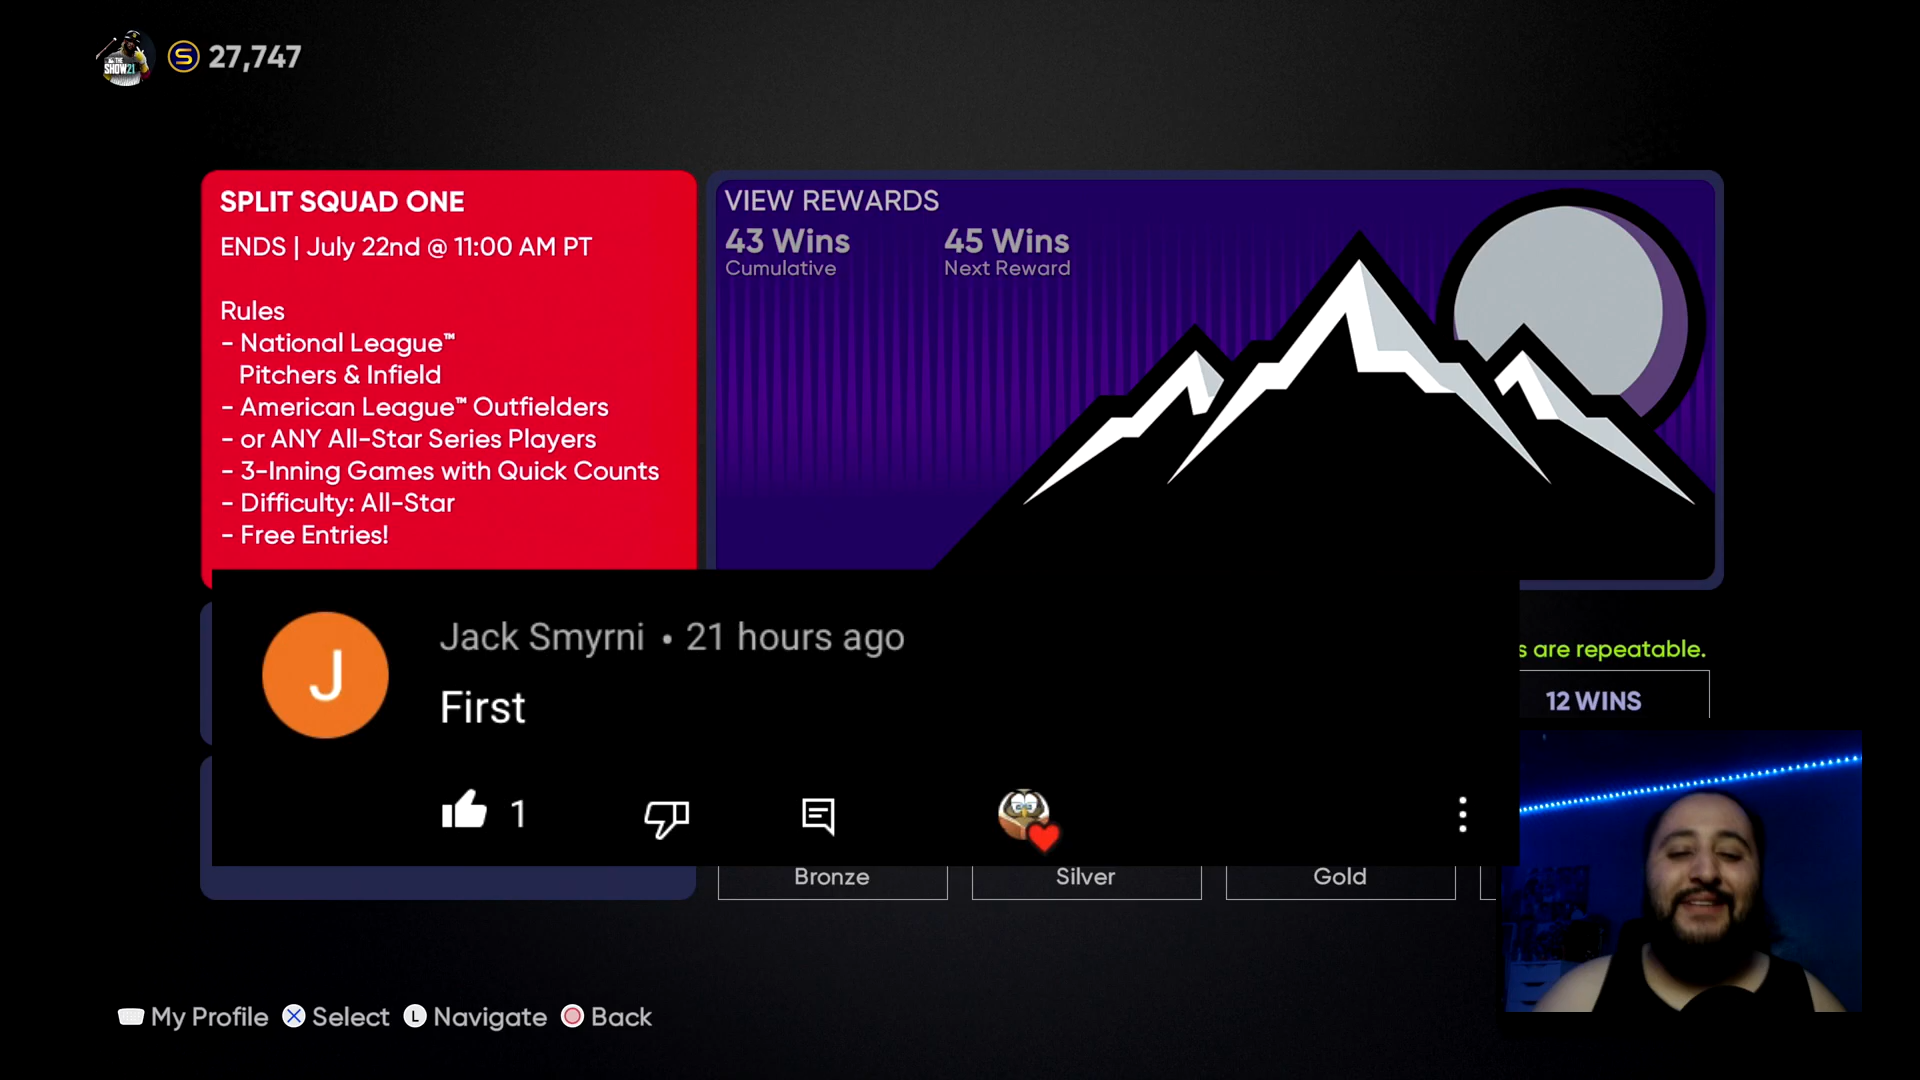 THE SHOW21
S 27,747
SPLIT SQUAD ONE
ENDS | July 22nd @ 11:00 AM PT
Rules
- National League™
Pitchers & Infield
- American League™ Outfielders
- or ANY All-Star Series Players
- 3-Inning Games with Quick Counts
- Difficulty: All-Star
- Free Entries!
VIEW REWARDS
43 Wins
Cumulative
45 Wins
Next Reward
s are repeatable.
12 WINS
J
Jack Smyrni • 21 hours ago
First
1
Bronze
Silver
Gold
My Profile
Select
L Navigate
Back